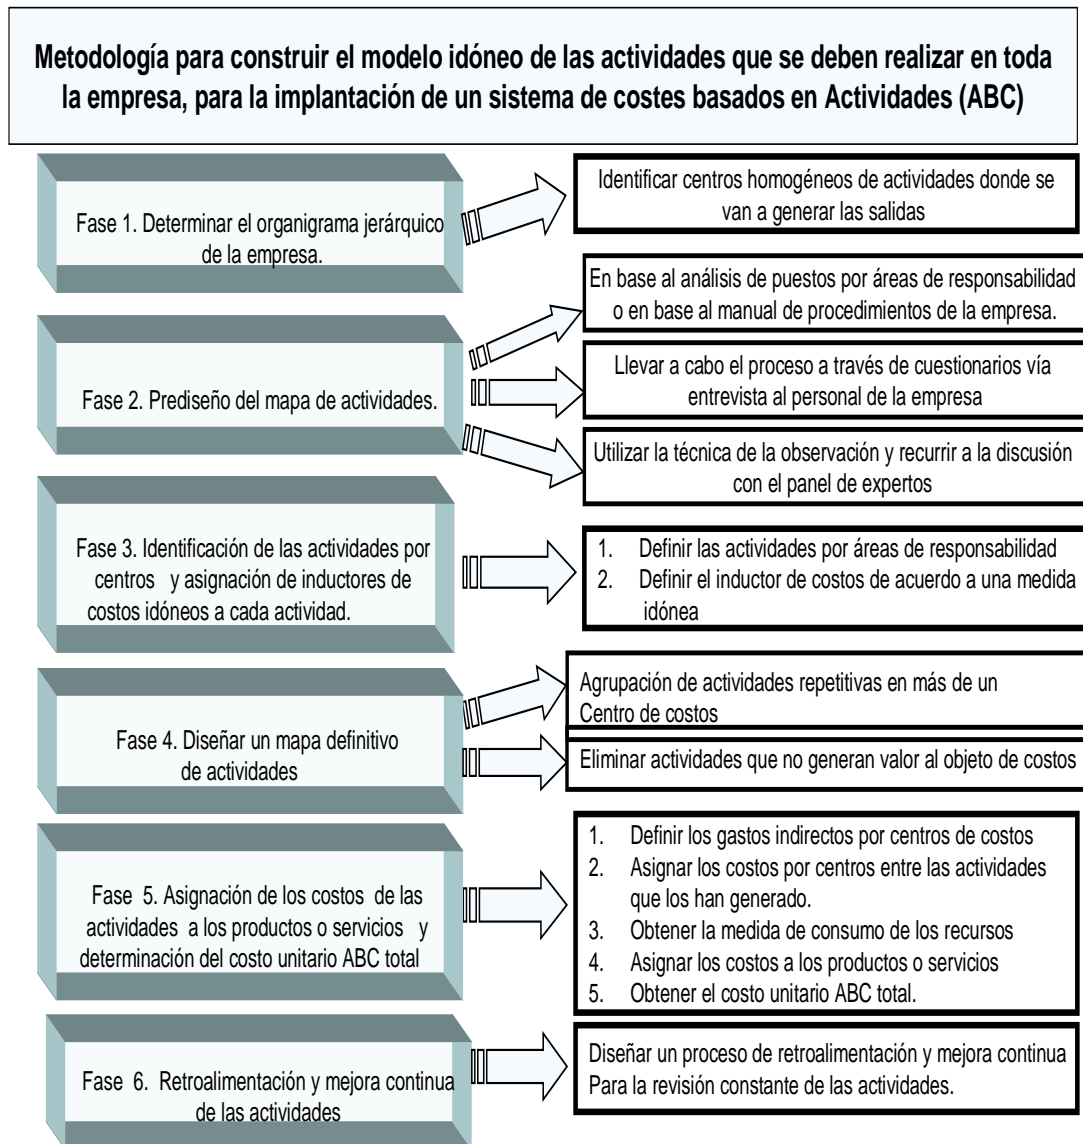 Metodología para construir el modelo idóneo de las actividades que se deben realizar en toda
la empresa, para la implantación de un sistema de costes basados en Actividades (ABC)
Fase 1. Determinar el organigrama jerárquico
de la empresa.
Identificar centros homogéneos de actividades donde se
van a generar las salidas
Fase 2. Prediseño del mapa de actividades.
En base al análisis de puestos por áreas de responsabilidad
o en base al manual de procedimientos de la empresa.
Llevar a cabo el proceso a través de cuestionarios vía
entrevista al personal de la empresa
Utilizar la técnica de la observación y recurrir a la discusión
con el panel de expertos
Fase 3. Identificación de las actividades por
centros y asignación de inductores de
costos idóneos a cada actividad.
1. Definir las actividades por áreas de responsabilidad
2. Definir el inductor de costos de acuerdo a una medida
idónea
Fase 4. Diseñar un mapa definitivo
de actividades
Agrupación de actividades repetitivas en más de un
Centro de costos
Eliminar actividades que no generan valor al objeto de costos
Fase 5. Asignación de los costos de las
actividades a los productos o servicios y
determinación del costo unitario ABC total
1. Definir los gastos indirectos por centros de costos
2. Asignar los costos por centros entre las actividades
que los han generado.
3. Obtener la medida de consumo de los recursos
4. Asignar los costos a los productos o servicios
5. Obtener el costo unitario ABC total.
Fase 6. Retroalimentación y mejora continua
de las actividades
Diseñar un proceso de retroalimentación y mejora continua
Para la revisión constante de las actividades.